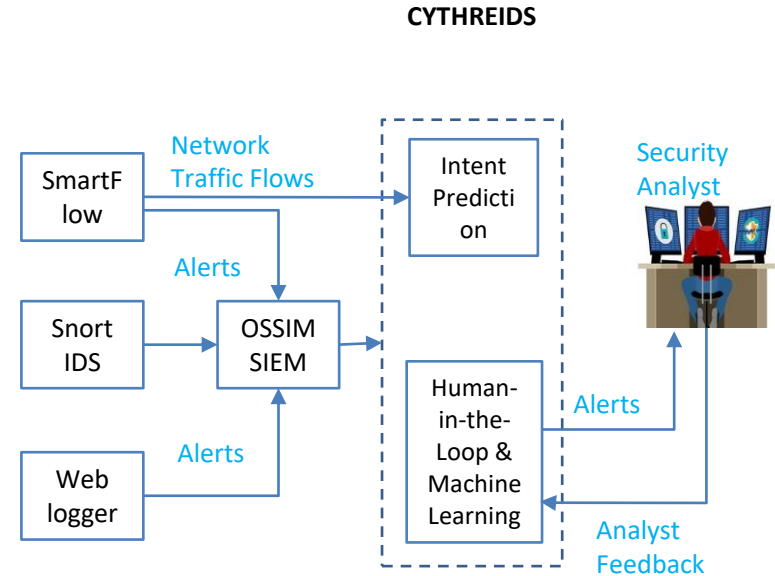 CYTHREIDS
Network
Traffic Flows
SmartF
low
Intent
Predicti
on
Security
Analyst
Alerts
Snort
IDS
OSSIM
SIEM
Human-
in-the-
Loop &
Machine
Learning
Alerts
Alerts
Web
logger
Analyst
Feedback